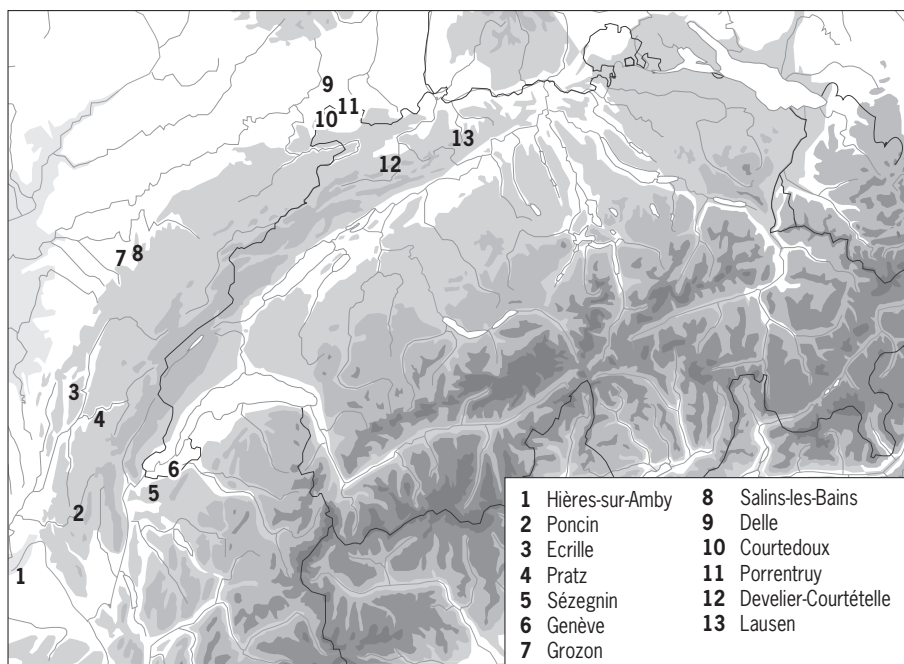 9
11
10
13
12
8
7
3
4
6
5
2
1
1 Hières-sur-Amby
2 Poncin
3 Ecrille
4 Pratz
5 Sézegnin
6 Genève
7 Grozon
8 Salins-les-Bains
9 Delle
10 Courtedoux
11 Porrentruy
12 Develier-Courtételle
13 Lausen